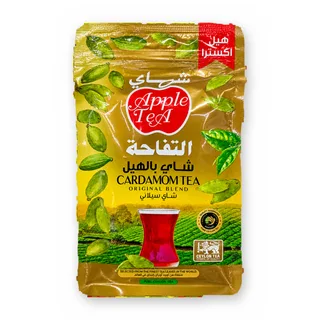 هيل
اكسترا
شاي
Apple
TEA
التفاحة
شاي بالهيل
CARDAMOM TEA
ORIGINAL BLEND
شاي سيلاني
CEYLON TEA